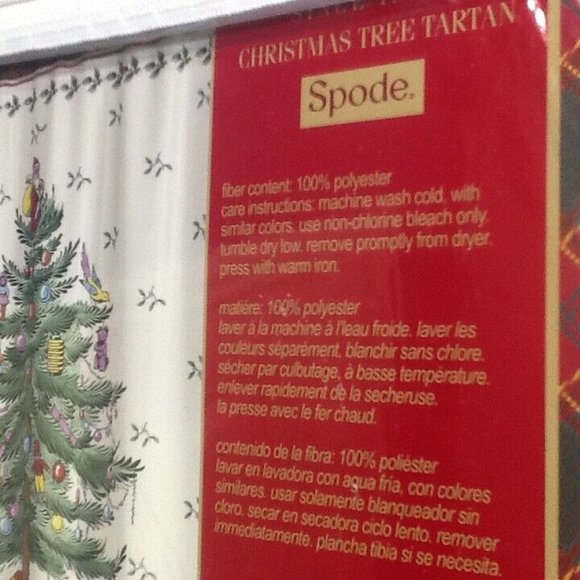 CHRISTMAS TREE TARTAN
Spode®
fiber content: 100% polyester
care instructions: machine wash cold, with
similar colors. use non-chlorine bleach only.
tumble dry low. remove promptly from dryer.
press with warm iron.
matière: 100% polyester
laver à la machine à l'eau froide. laver les
couleurs séparément. blanchir sans chlore.
sécher par culbutage, à basse température.
enlever rapidement de la secheruse.
la presse avec le fer chaud.
contenido de la fibra: 100% poliéster
lavar en lavadora con agua fria, con colores
similares. usar solamente blanqueador sin
cloro. secar en secadora ciclo lento. remover
immediatamente. plancha tibia si se necesita.